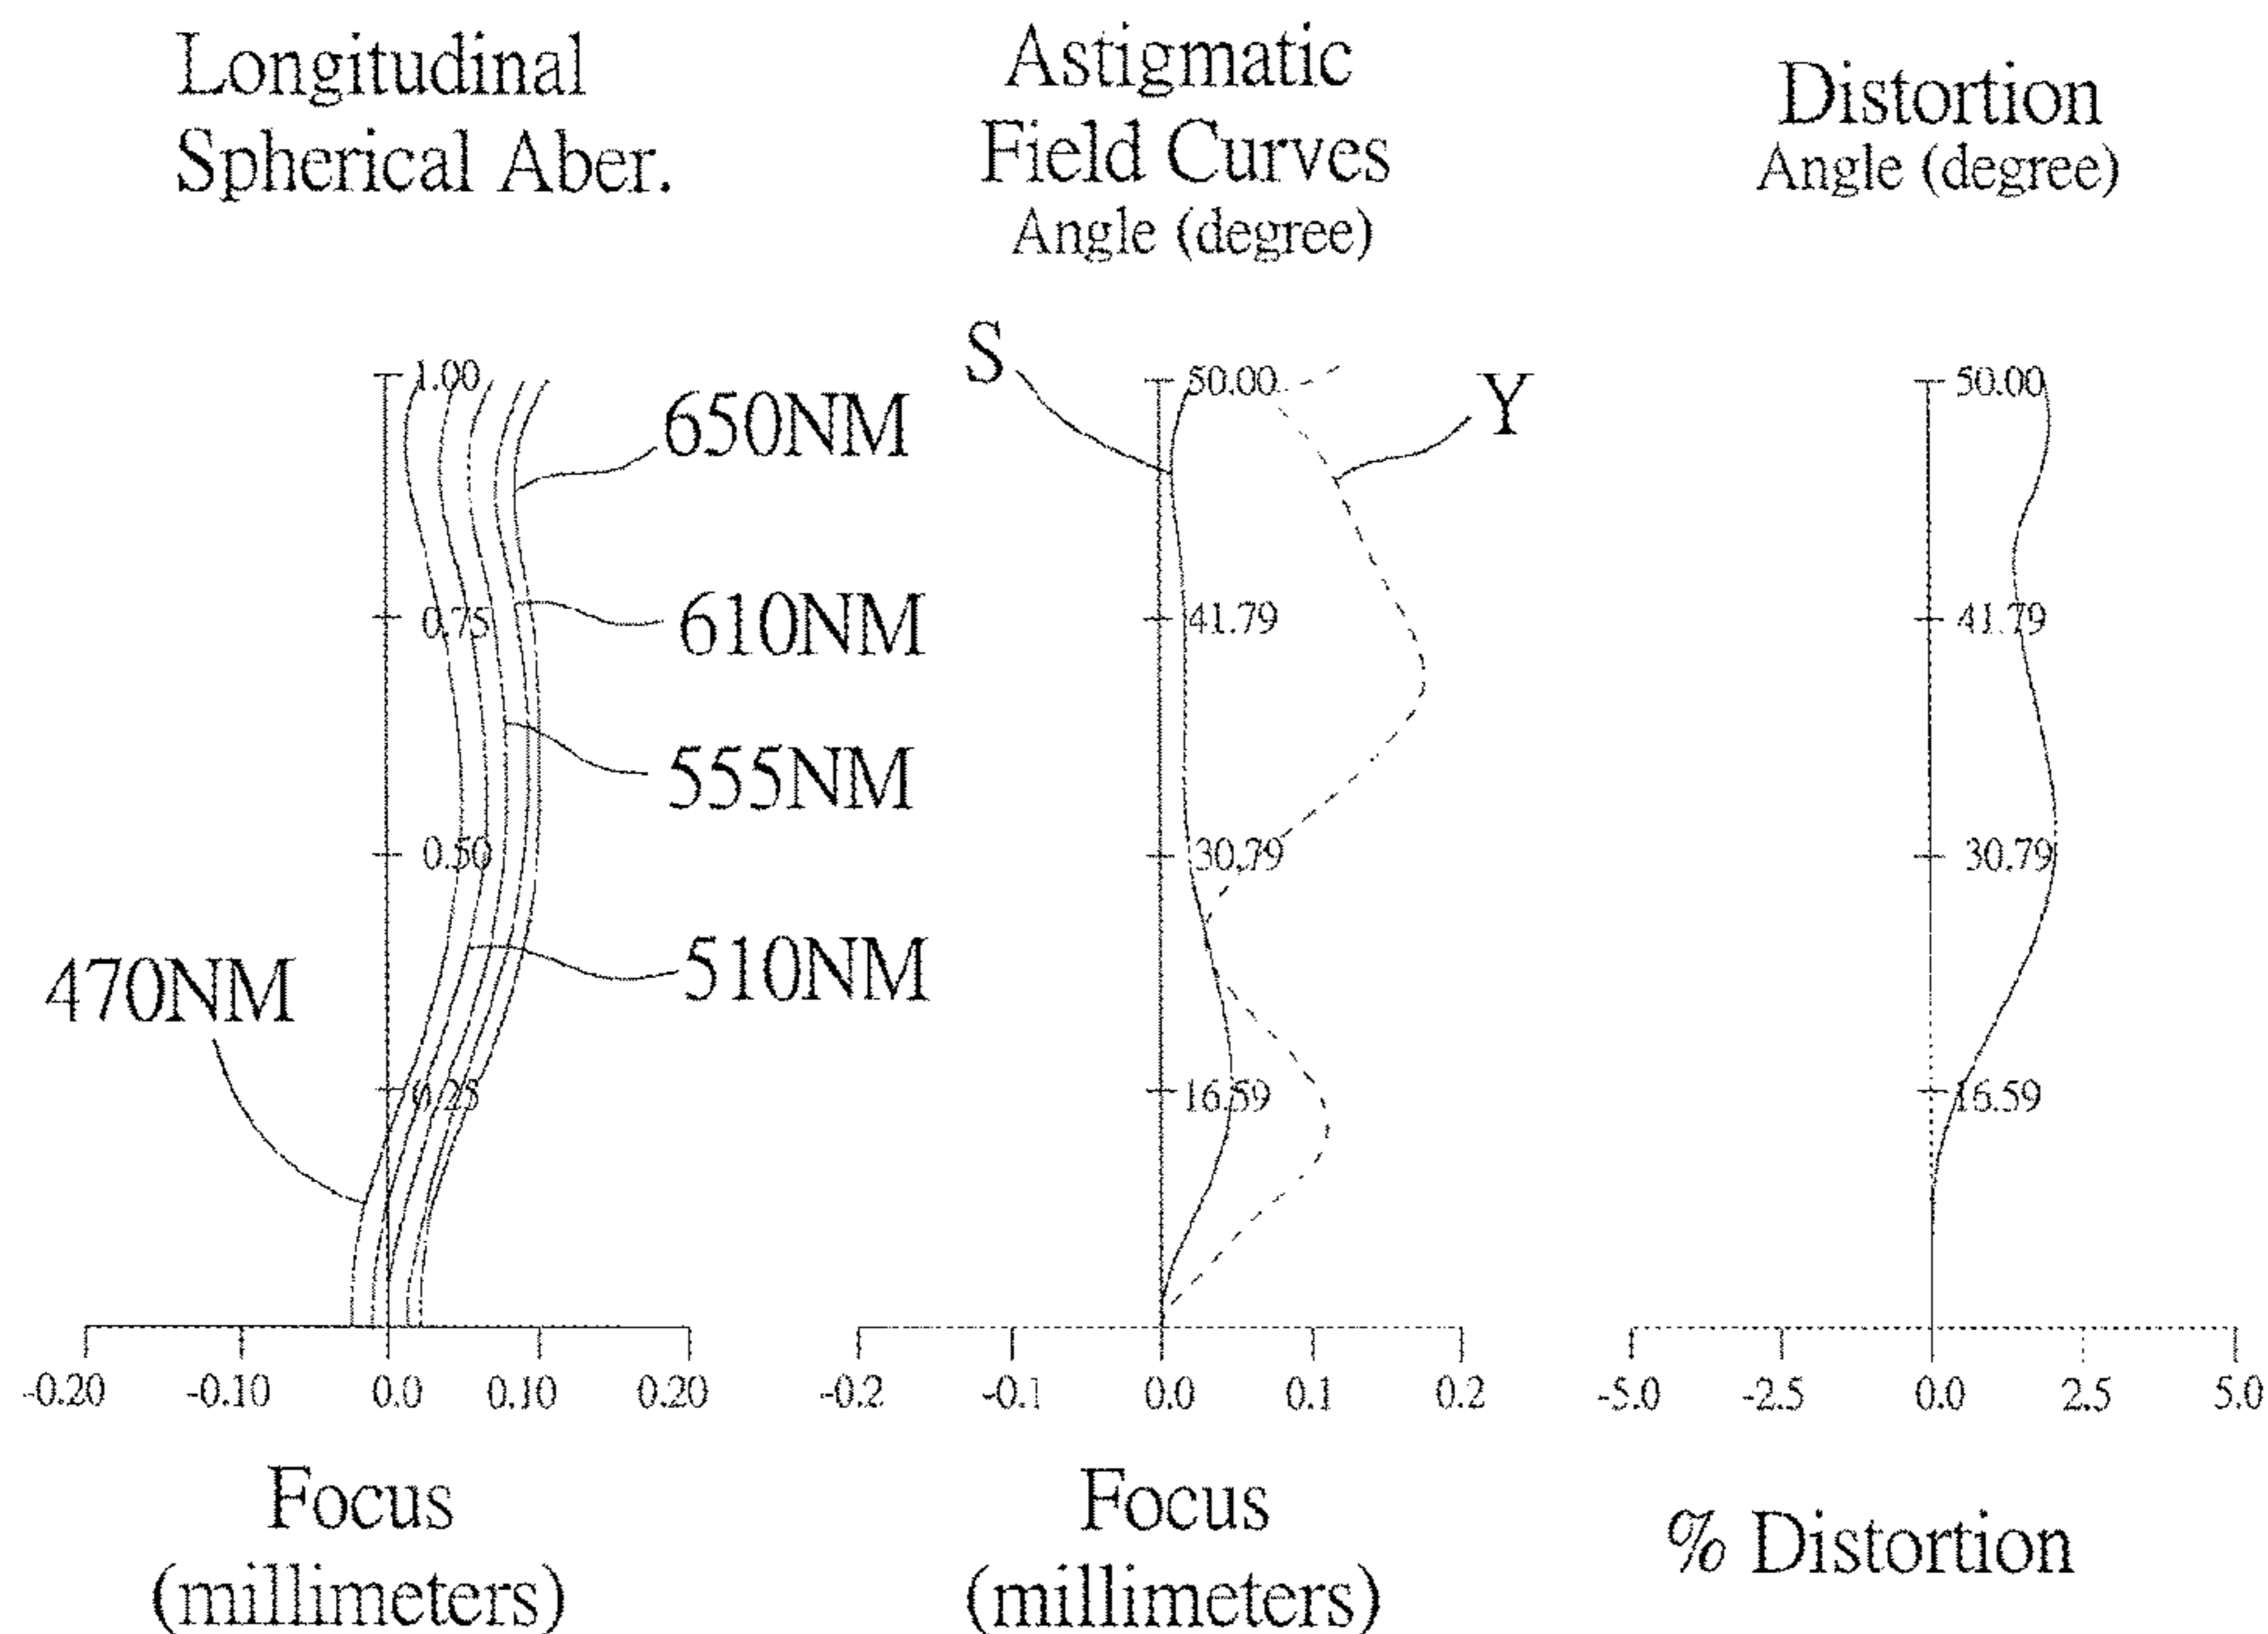 Longitudinal
Spherical Aber.
1.00
0.75
0.50
0.25
650NM
610NM
555NM
510NM
470NM
-0.20 -0.10 0.0 0.10 0.20
Focus
(millimeters)
Astigmatic
Field Curves
Angle (degree)
S
Y
50.00
41.79
30.79
16.59
-0.2 -0.1 0.0 0.1 0.2
Focus
(millimeters)
Distortion
Angle (degree)
50.00
41.79
30.79
16.59
-5.0 -2.5 0.0 2.5 5.0
% Distortion